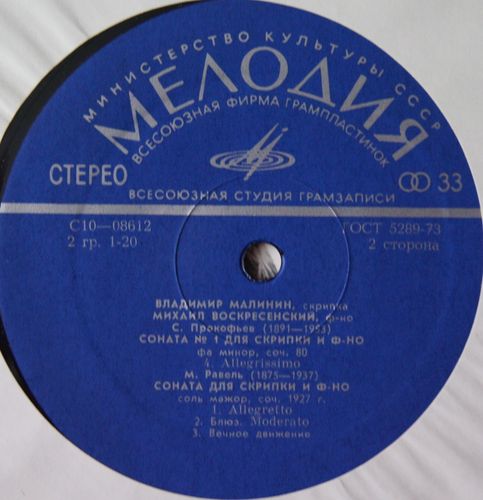 МИНИСТЕРСТВО КУЛЬТУРЫ СССР
МЕЛОДИЯ
ВСЕСОЮЗНАЯ ФИРМА ГРАМПЛАСТИНОК
СТЕРЕО
33
ВСЕСОЮЗНАЯ СТУДИЯ ГРАМЗАПИСИ
С10—08612
ГОСТ 5289-73
2 гр. 1-20
2 сторона
ВЛАДИМИР МАЛИНИН, скрипка
МИХАИЛ ВОСКРЕСЕНСКИЙ, ф-но
С. Прокофьев (1891—1953)
СОНАТА № 1 ДЛЯ СКРИПКИ И Ф-НО
фа минор, соч. 80
4. Allegrissimo
М. Равель (1875—1937)
СОНАТА ДЛЯ СКРИПКИ И Ф-НО
соль мажор, соч. 1927 г.
1. Allegretto
2. Блюз. Moderato
3. Вечное движение